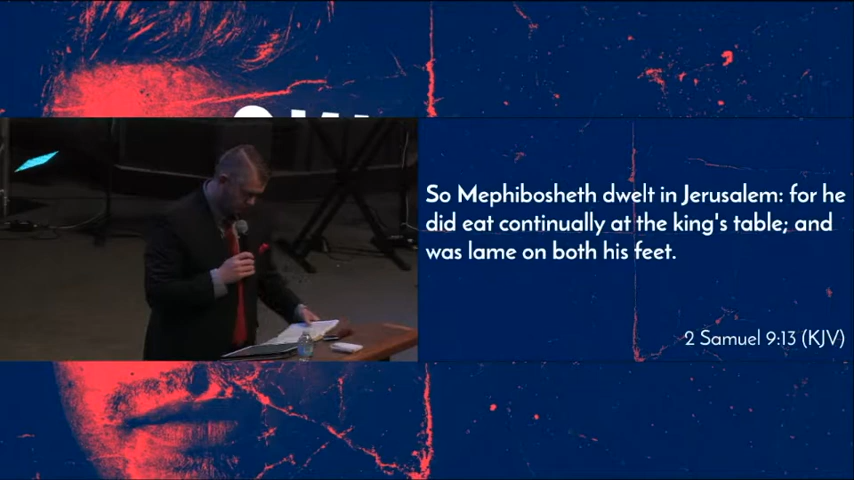 So Mephibosheth dwelt in Jerusalem: for he
did eat continually at the king's table; and
was lame on both his feet.
2 Samuel 9:13 (KJV)